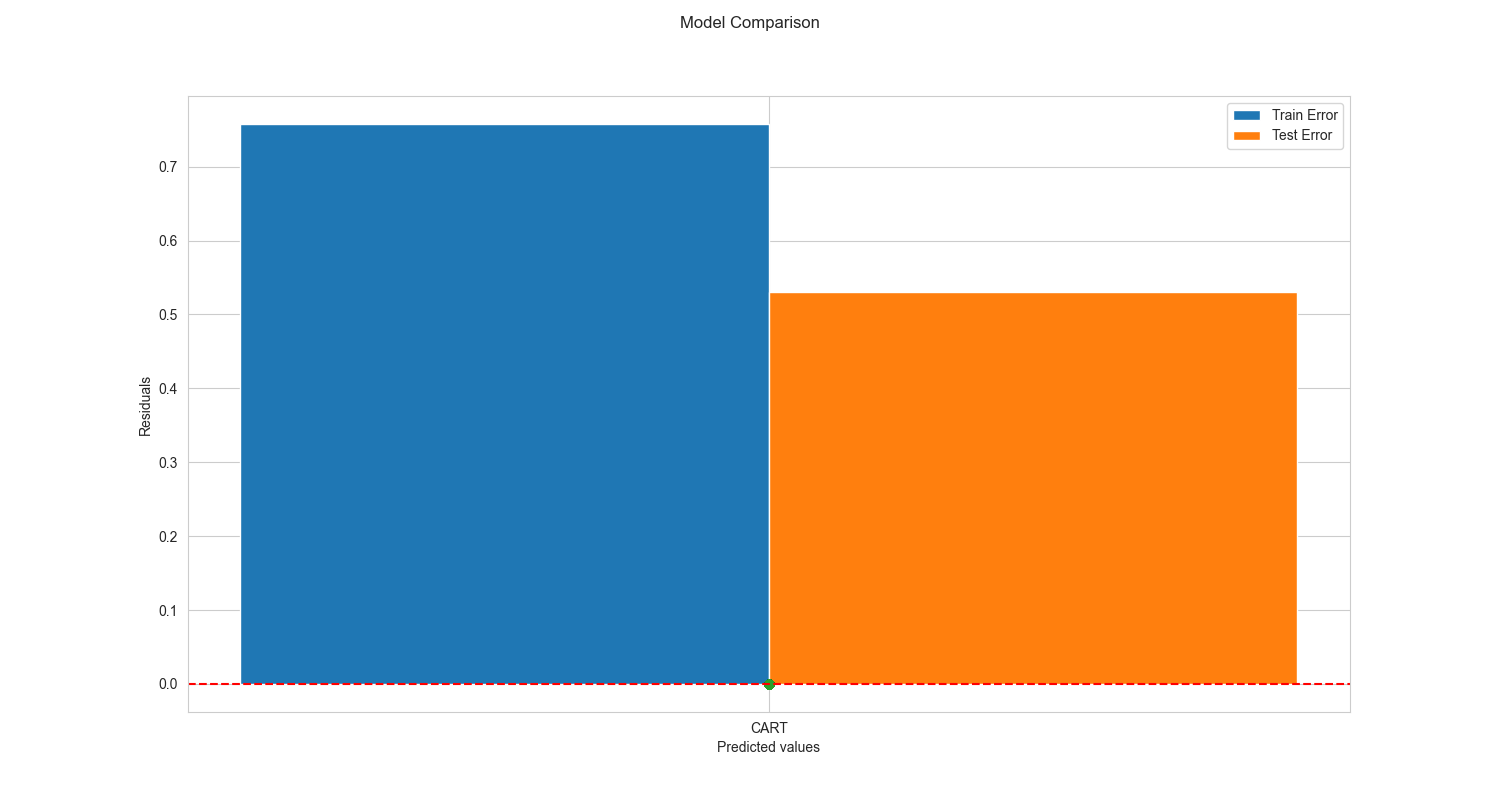 Model Comparison
Train Error
Test Error
0.7
0.6
0.5
0.4
0.3
0.2
0.1
0.0
Residuals
CART
Predicted values